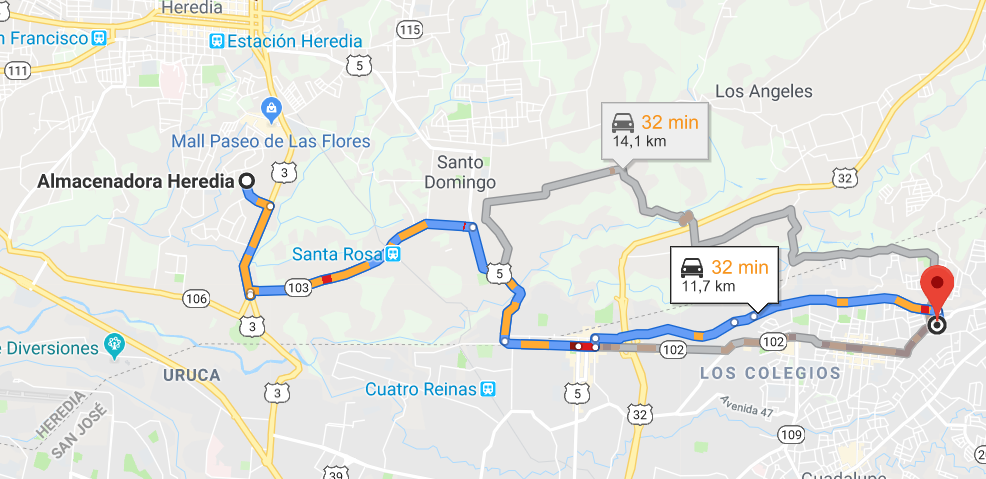 Heredia
115
n Francisco
Estación Heredia
5
111
Los Angeles
32 min
14,1 km
Mall Paseo de Las Flores
Santo
Domingo
3
32
Almacenadora Heredia
Santa Rosa
5
32 min
11,7 km
103
106
3
e Diversiones
102
102
URUCA
LOS COLEGIOS
Cuatro Reinas
3
5
Avenida 47
32
HEREDIA
SAN JOSÉ
109
39
Guadalupe